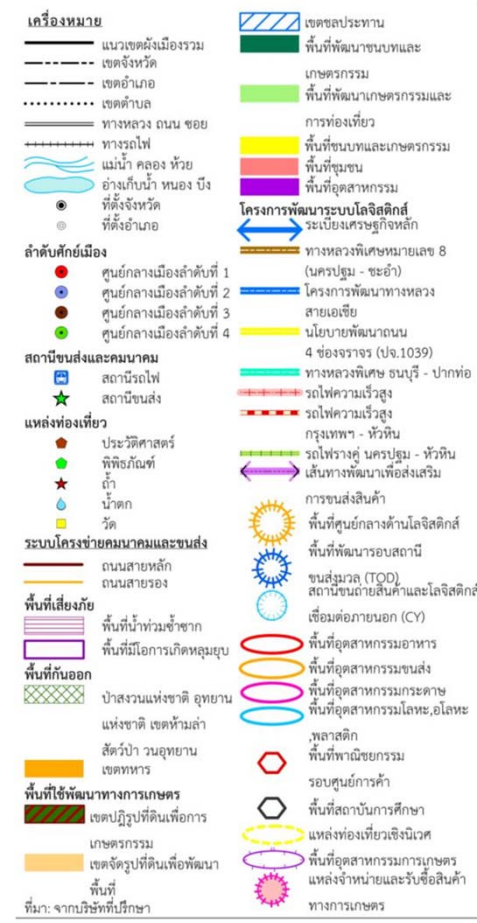 เครื่องหมาย
แนวเขตผังเมืองรวม
เขตจังหวัด
เขตอำเภอ
เขตตำบล
ทางหลวง ถนน ซอย
ทางรถไฟ
แม่น้ำ คลอง ห้วย
อ่างเก็บน้ำ หนอง บึง
ที่ตั้งจังหวัด
ที่ตั้งอำเภอ
ลำดับศักย์เมือง
ศูนย์กลางเมืองลำดับที่ 1
ศูนย์กลางเมืองลำดับที่ 2
ศูนย์กลางเมืองลำดับที่ 3
ศูนย์กลางเมืองลำดับที่ 4
สถานีขนส่งและคมนาคม
สถานีรถไฟ
สถานีขนส่ง
แหล่งท่องเที่ยว
ประวัติศาสตร์
พิพิธภัณฑ์
ถ้ำ
น้ำตก
วัด
ระบบโครงข่ายคมนาคมและขนส่ง
ถนนสายหลัก
ถนนสายรอง
พื้นที่เสี่ยงภัย
พื้นที่น้ำท่วมซ้ำซาก
พื้นที่มีโอการเกิดหลุมยุบ
พื้นที่กันออก
ป่าสงวนแห่งชาติ อุทยาน
แห่งชาติ เขตห้ามล่า
สัตว์ป่า วนอุทยาน
เขตทหาร
พื้นที่ใช้พัฒนาทางการเกษตร
เขตปฏิรูปที่ดินเพื่อการ
เกษตรกรรม
เขตจัดรูปที่ดินเพื่อพัฒนา
พื้นที่
ที่มา: จากบริษัทที่ปรึกษา
เขตชลประทาน
พื้นที่พัฒนาชนบทและ
เกษตรกรรม
พื้นที่พัฒนาเกษตรกรรมและ
การท่องเที่ยว
พื้นที่ชนบทและเกษตรกรรม
พื้นที่ชุมชน
พื้นที่อุตสาหกรรม
โครงการพัฒนาระบบโลจิสติกส์
ระเบียงเศรษฐกิจหลัก
ทางหลวงพิเศษหมายเลข 8
(นครปฐม - ชะอำ)
โครงการพัฒนาทางหลวง
สายเอเชีย
นโยบายพัฒนาถนน
4 ช่องจราจร (ปจ.1039)
ทางหลวงพิเศษ ธนบุรี - ปากท่อ
รถไฟความเร็วสูง
รถไฟความเร็วสูง
กรุงเทพฯ - หัวหิน
รถไฟรางคู่ นครปฐม - หัวหิน
เส้นทางพัฒนาเพื่อส่งเสริม
การขนส่งสินค้า
พื้นที่ศูนย์กลางด้านโลจิสติกส์
พื้นที่พัฒนารอบสถานี
ขนส่งมวล (TOD)
สถานีขนถ่ายสินค้าและโลจิสติกส์
เชื่อมต่อภายนอก (CY)
พื้นที่อุตสาหกรรมอาหาร
พื้นที่อุตสาหกรรมขนส่ง
พื้นที่อุตสาหกรรมกระดาษ
พื้นที่อุตสาหกรรมโลหะ,อโลหะ
,พลาสติก
พื้นที่พาณิชยกรรม
รอบศูนย์การค้า
พื้นที่สถาบันการศึกษา
แหล่งท่องเที่ยวเชิงนิเวศ
พื้นที่อุตสาหกรรมการเกษตร
แหล่งจำหน่ายและรับซื้อสินค้า
ทางการเกษตร